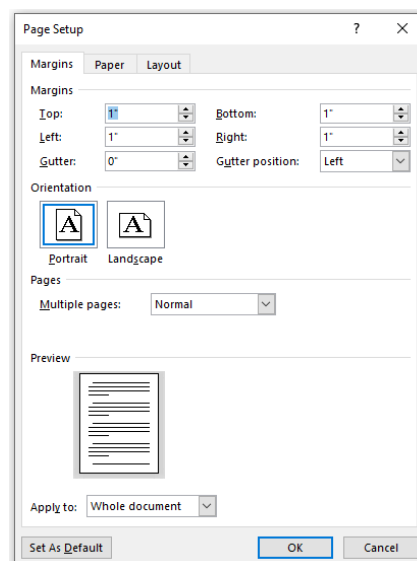 Page Setup ? ×
Margins Paper Layout
Margins
Top: 1" Bottom: 1"
Left: 1" Right: 1"
Gutter: 0" Gutter position: Left
Orientation
A A
Portrait Landscape
Pages
Multiple pages: Normal
Preview
Apply to: Whole document
Set As Default OK Cancel